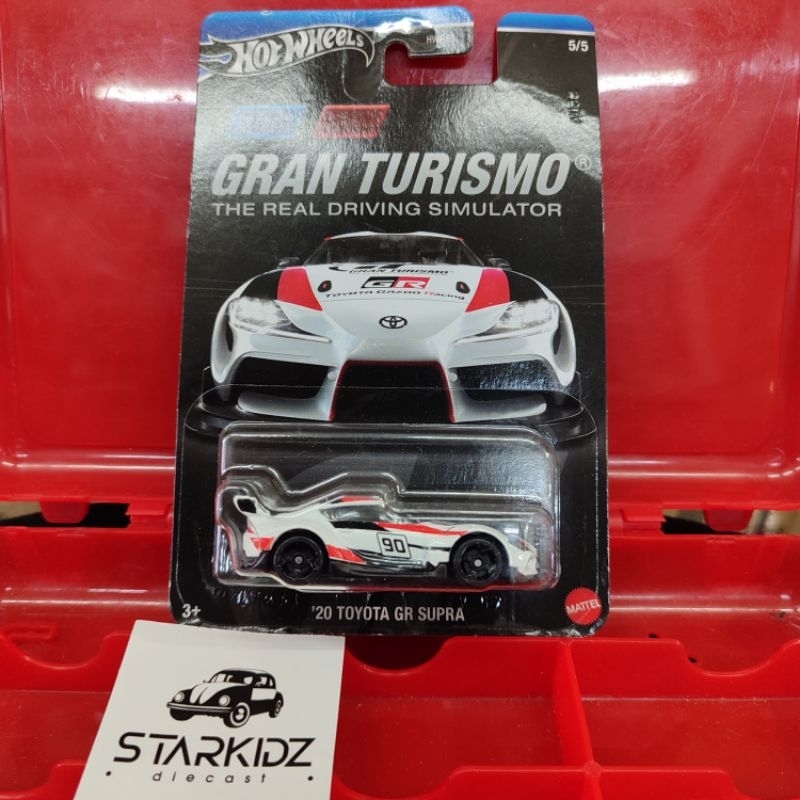 Hot Wheels
5/5
GRAN TURISMO®
THE REAL DRIVING SIMULATOR
GRAN TURISMO
GR
TOYOTA GAZOO Racing
90
3+
'20 TOYOTA GR SUPRA
MATTEL
STARKIDZ
• diecast •